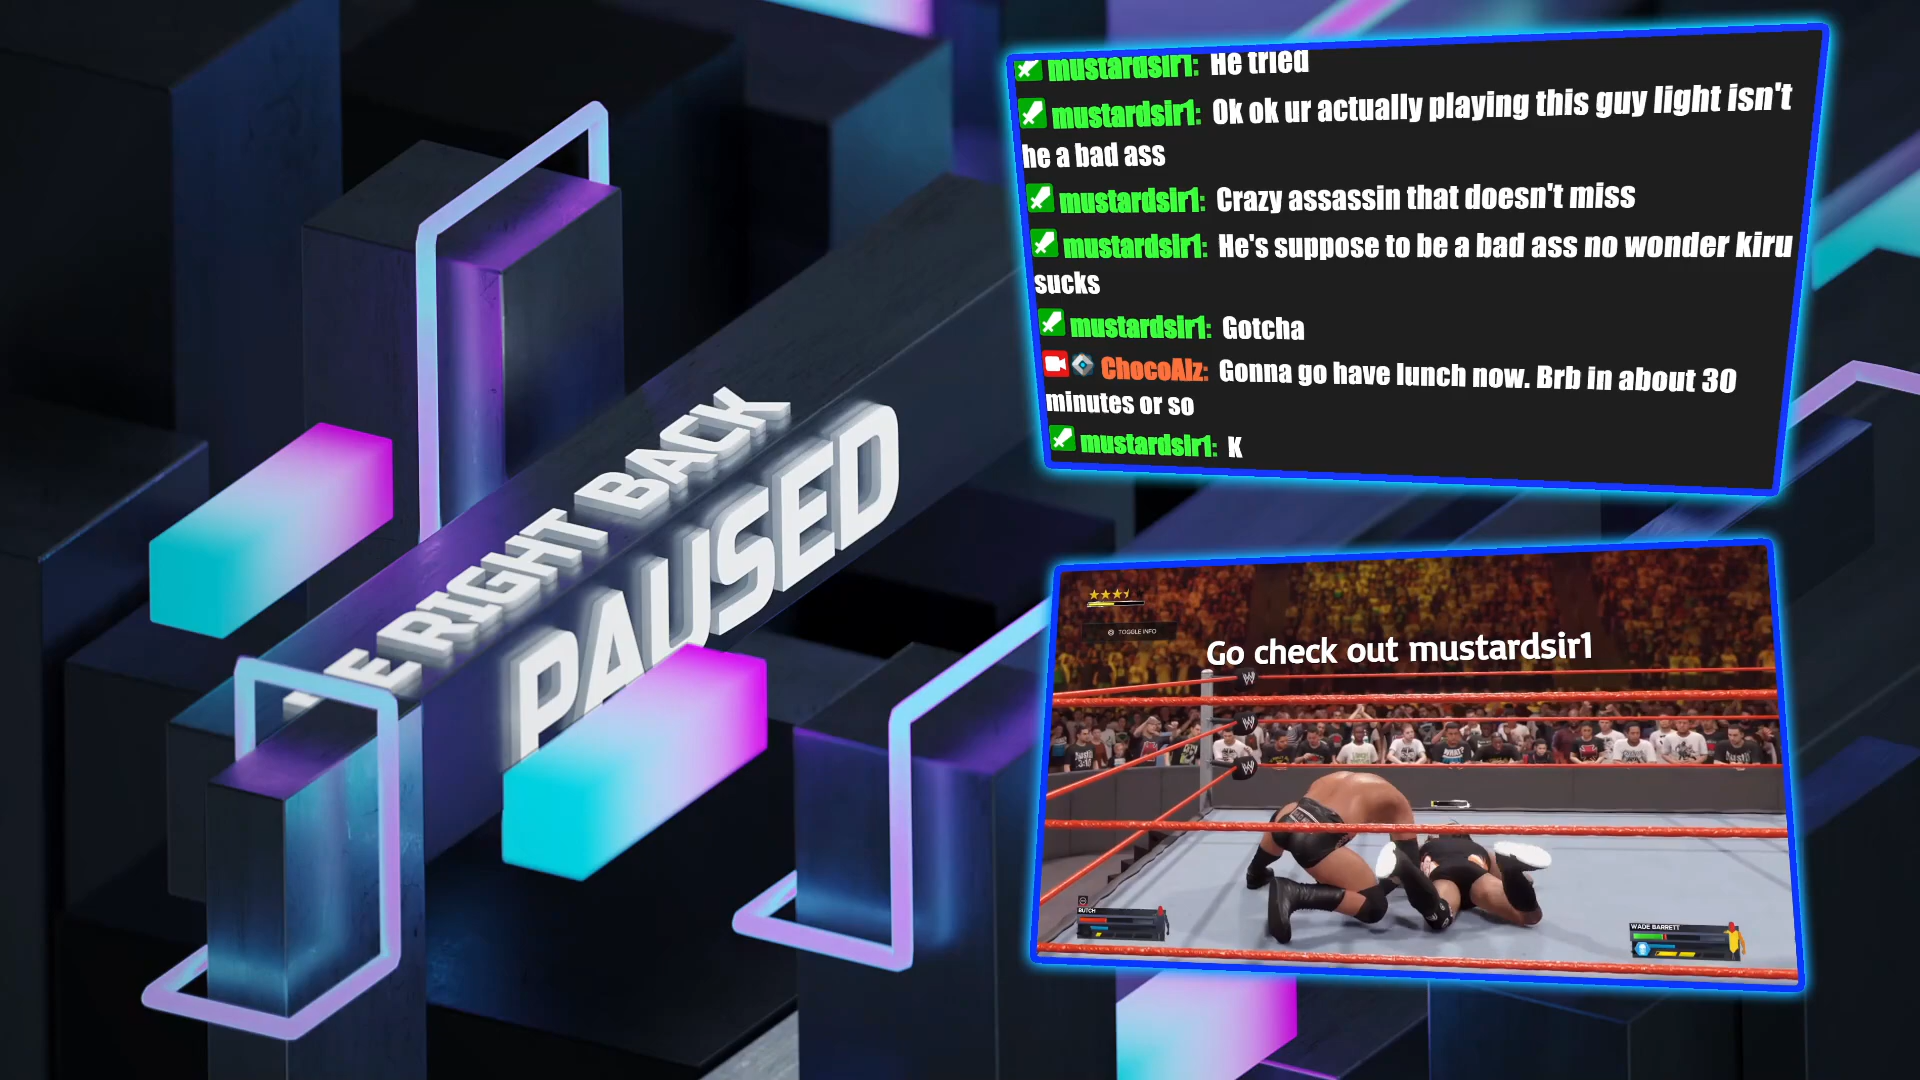 BE RIGHT BACK
PAUSED
mustardsir1: He tried
mustardsir1: Ok ok ur actually playing this guy light isn't
he a bad ass
mustardsir1: Crazy assassin that doesn't miss
mustardsir1: He's suppose to be a bad ass no wonder kiru
sucks
mustardsir1: Gotcha
ChocoAlz: Gonna go have lunch now. Brb in about 30
minutes or so
mustardsir1: K
TOGGLE INFO
Go check out mustardsir1
W
W
W
WHAT?
3:16
BUTCH
WADE BARRETT